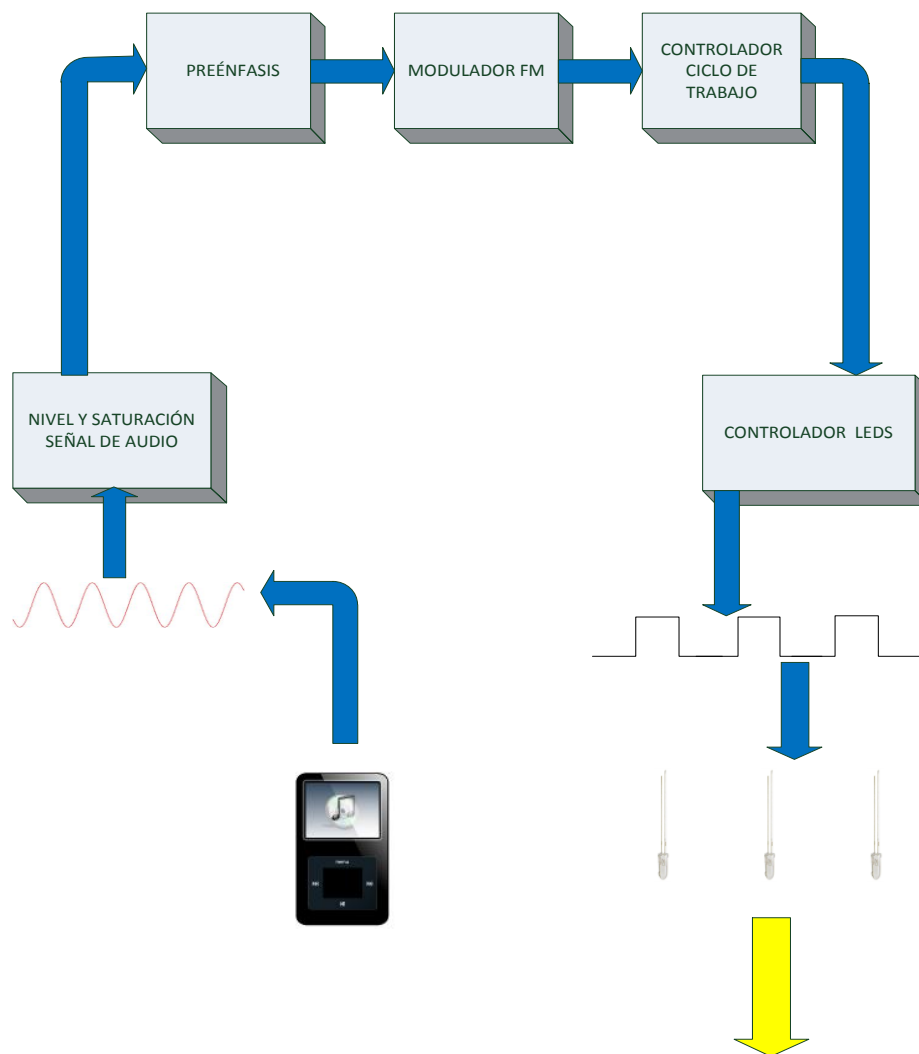 PREÉNFASIS
MODULADOR FM
CONTROLADOR
CICLO DE
TRABAJO
NIVEL Y SATURACIÓN
SEÑAL DE AUDIO
CONTROLADOR LEDS